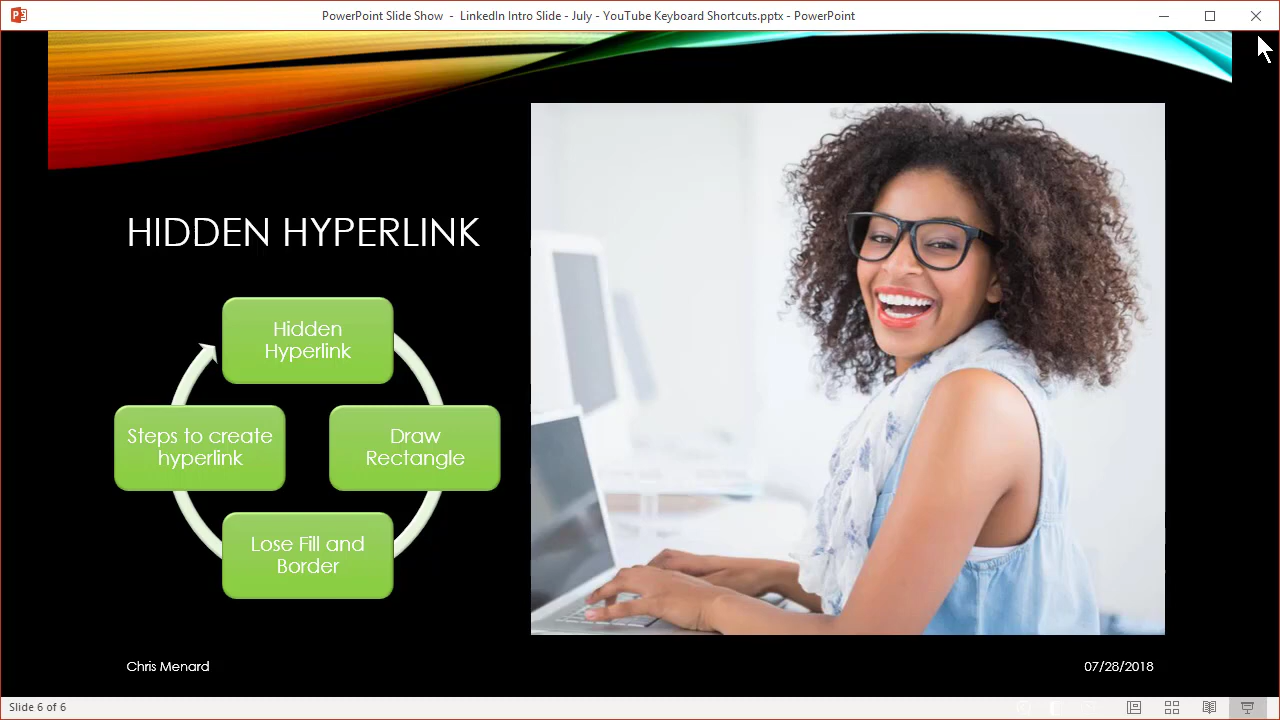 PowerPoint Slide Show - LinkedIn Intro Slide - July - YouTube Keyboard Shortcuts.pptx - PowerPoint
HIDDEN HYPERLINK
Hidden
Hyperlink
Steps to create
hyperlink
Draw
Rectangle
Lose Fill and
Border
Chris Menard
07/28/2018
Slide 6 of 6